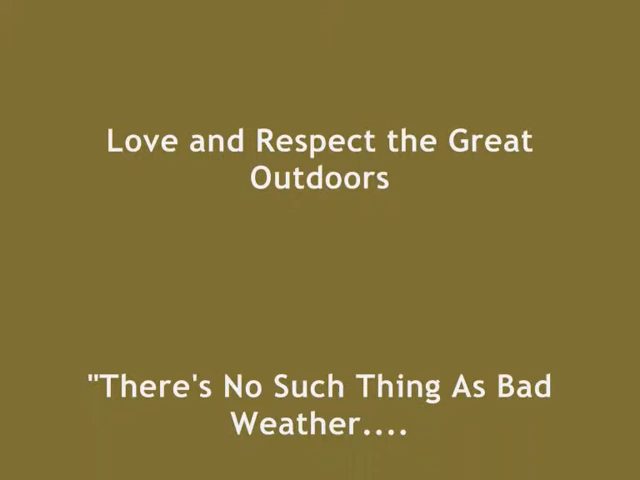 Love and Respect the Great
Outdoors
"There's No Such Thing As Bad
Weather....